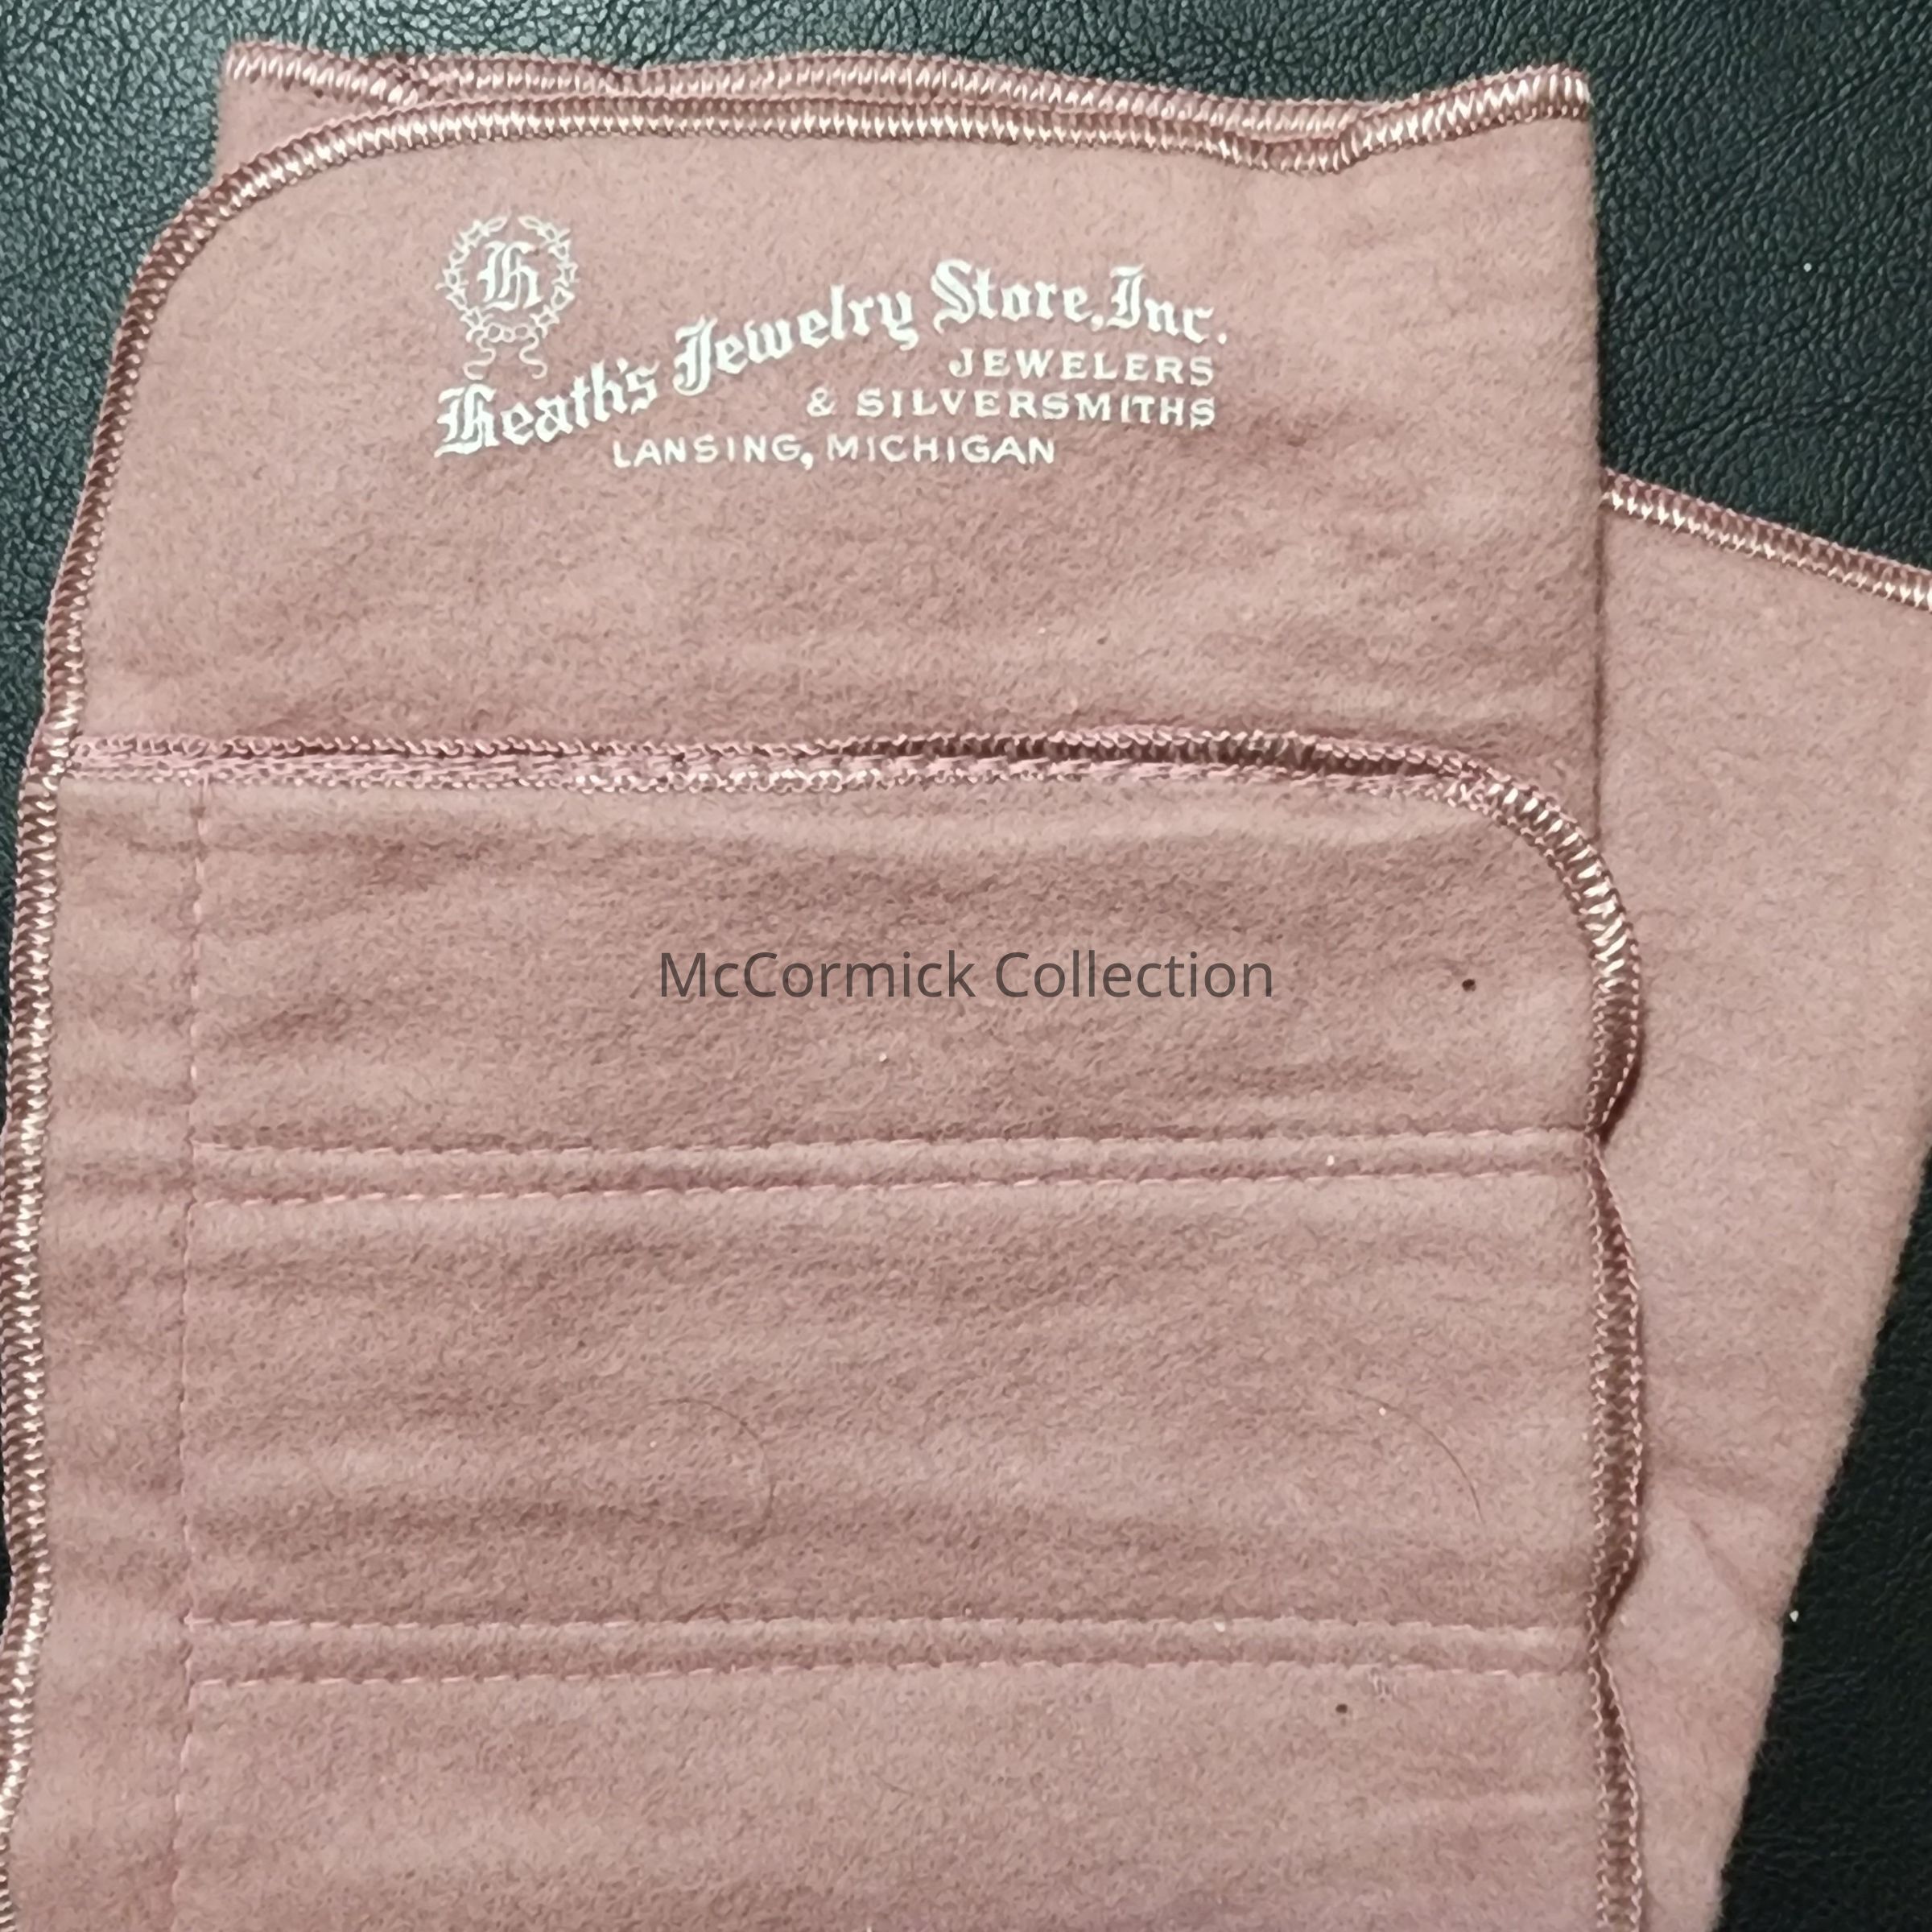 H
Heath's Jewelry Store, Inc.
JEWELERS
& SILVERSMITHS
LANSING, MICHIGAN
McCormick Collection